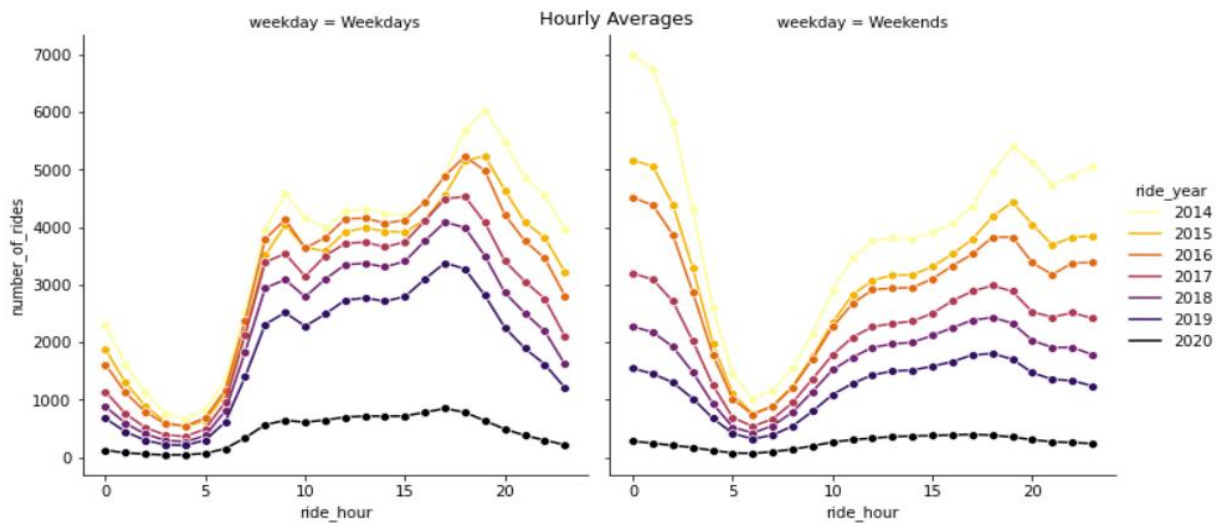 Hourly Averages
weekday = Weekdays
weekday = Weekends
number_of_rides
7000
6000
5000
4000
3000
2000
1000
0
0 5 10 15 20
ride_hour
0 5 10 15 20
ride_hour
ride_year
2014
2015
2016
2017
2018
2019
2020